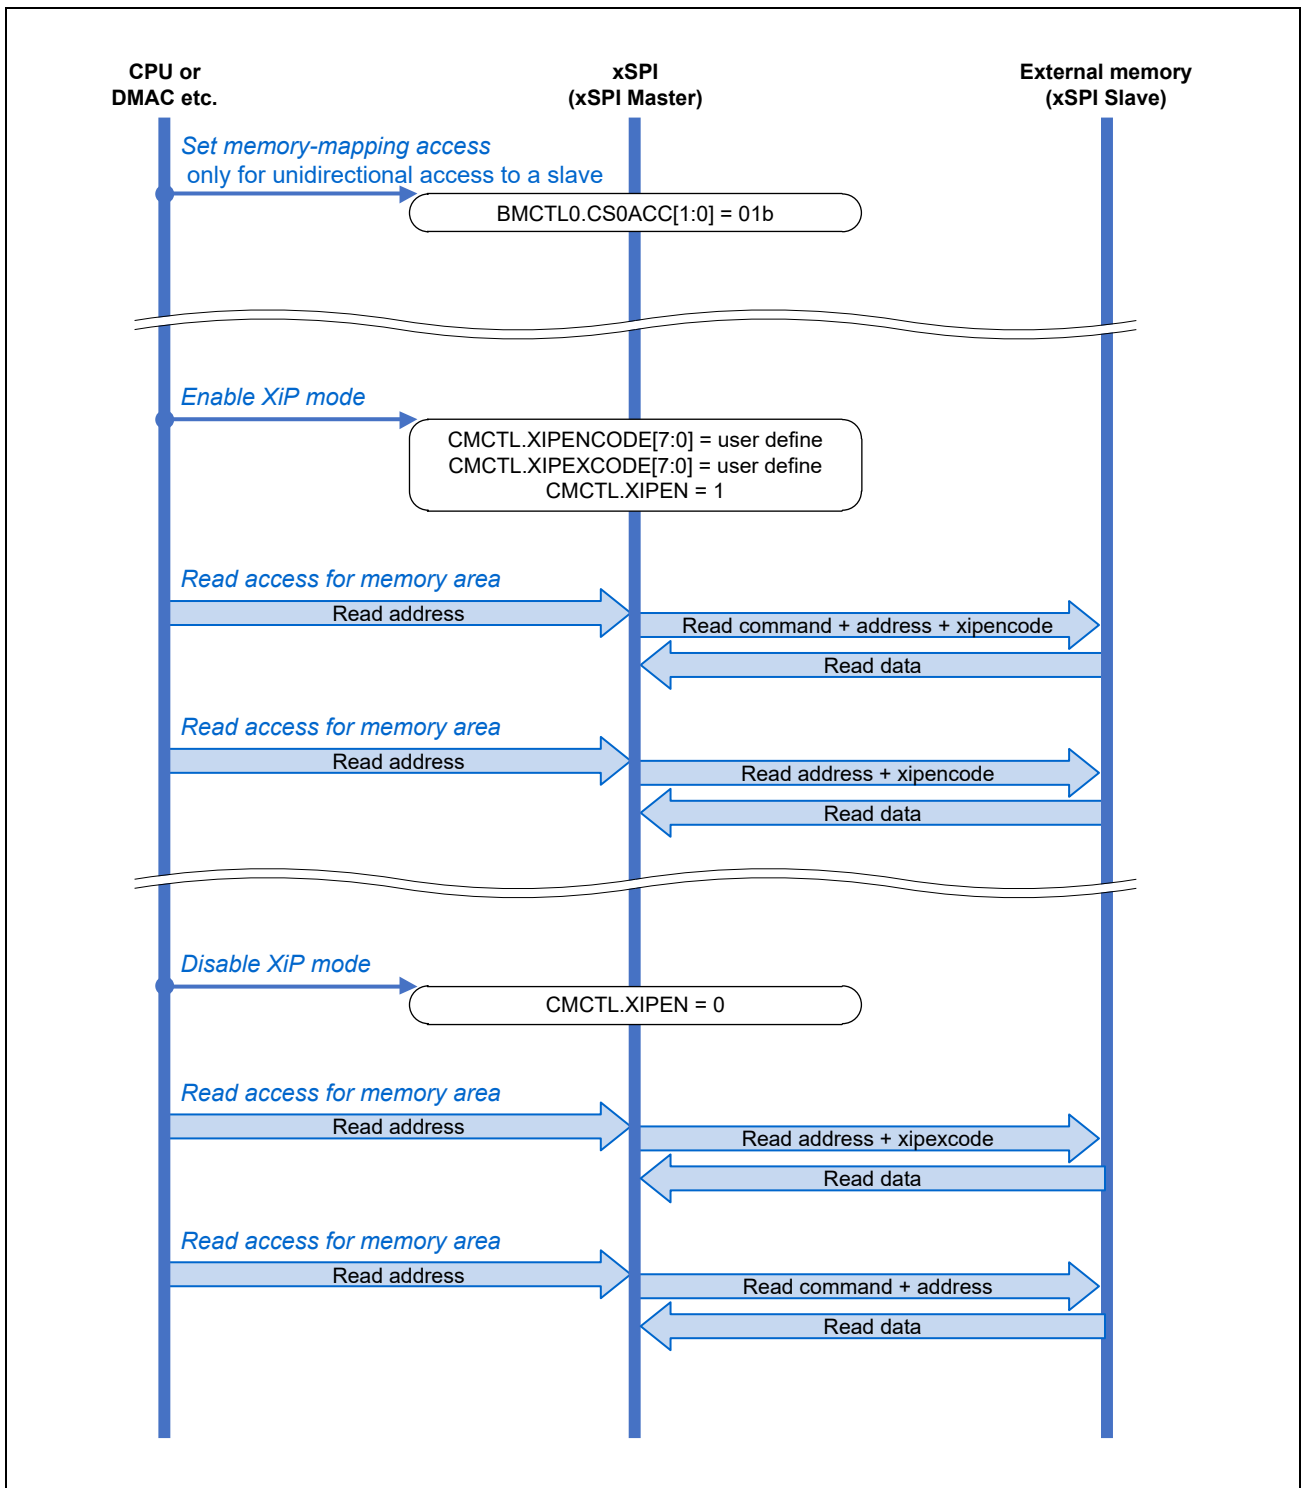 CPU or
DMAC etc.
xSPI
(xSPI Master)
External memory
(xSPI Slave)
Set memory-mapping access
only for unidirectional access to a slave
BMCTL0.CS0ACC[1:0] = 01b
Enable XiP mode
CMCTL.XIPENCODE[7:0] = user define
CMCTL.XIPEXCODE[7:0] = user define
CMCTL.XIPEN = 1
Read access for memory area
Read address
Read command + address + xipencode
Read data
Read access for memory area
Read address
Read address + xipencode
Read data
Disable XiP mode
CMCTL.XIPEN = 0
Read access for memory area
Read address
Read address + xipexcode
Read data
Read access for memory area
Read address
Read command + address
Read data